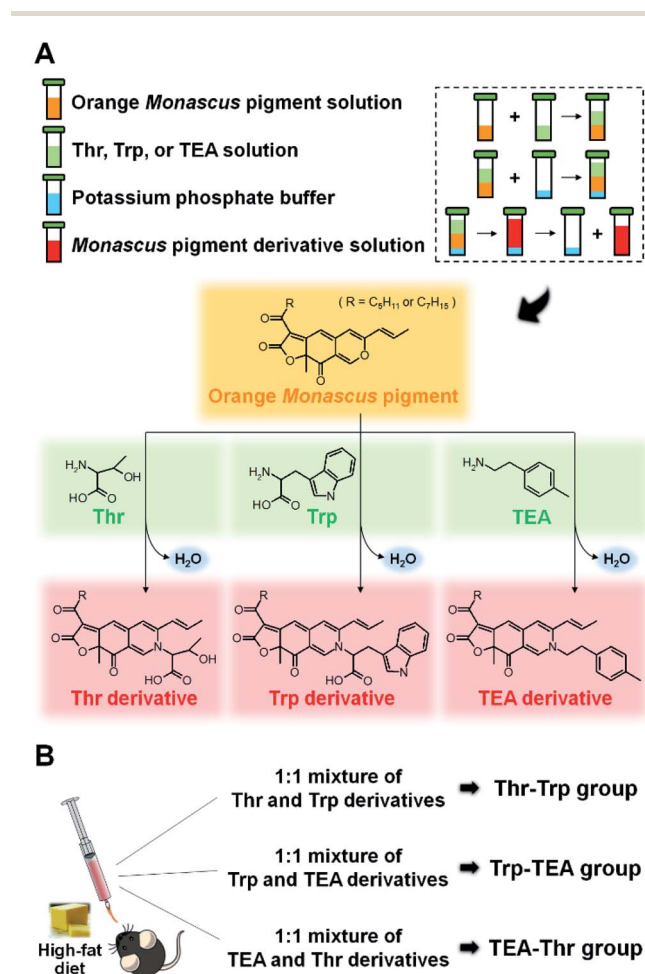 A
Orange Monascus pigment solution
Thr, Trp, or TEA solution
Potassium phosphate buffer
Monascus pigment derivative solution
+ →
+ →
→ → +
R
( R = C₅H₁₁ or C₇H₁₅ )
O
O
O
O
O
Orange Monascus pigment
H₂N
OH
HO
O
Thr
H₂N
HO
O
N
Trp
H₂N
TEA
H₂O
H₂O
H₂O
R
O
O
O
O
N
OH
HO
O
Thr derivative
R
O
O
O
O
N
HO
O
N
Trp derivative
R
O
O
O
O
N
TEA derivative
B
1:1 mixture of
Thr and Trp derivatives
Thr-Trp group
1:1 mixture of
Trp and TEA derivatives
Trp-TEA group
High-fat
diet
1:1 mixture of
TEA and Thr derivatives
TEA-Thr group